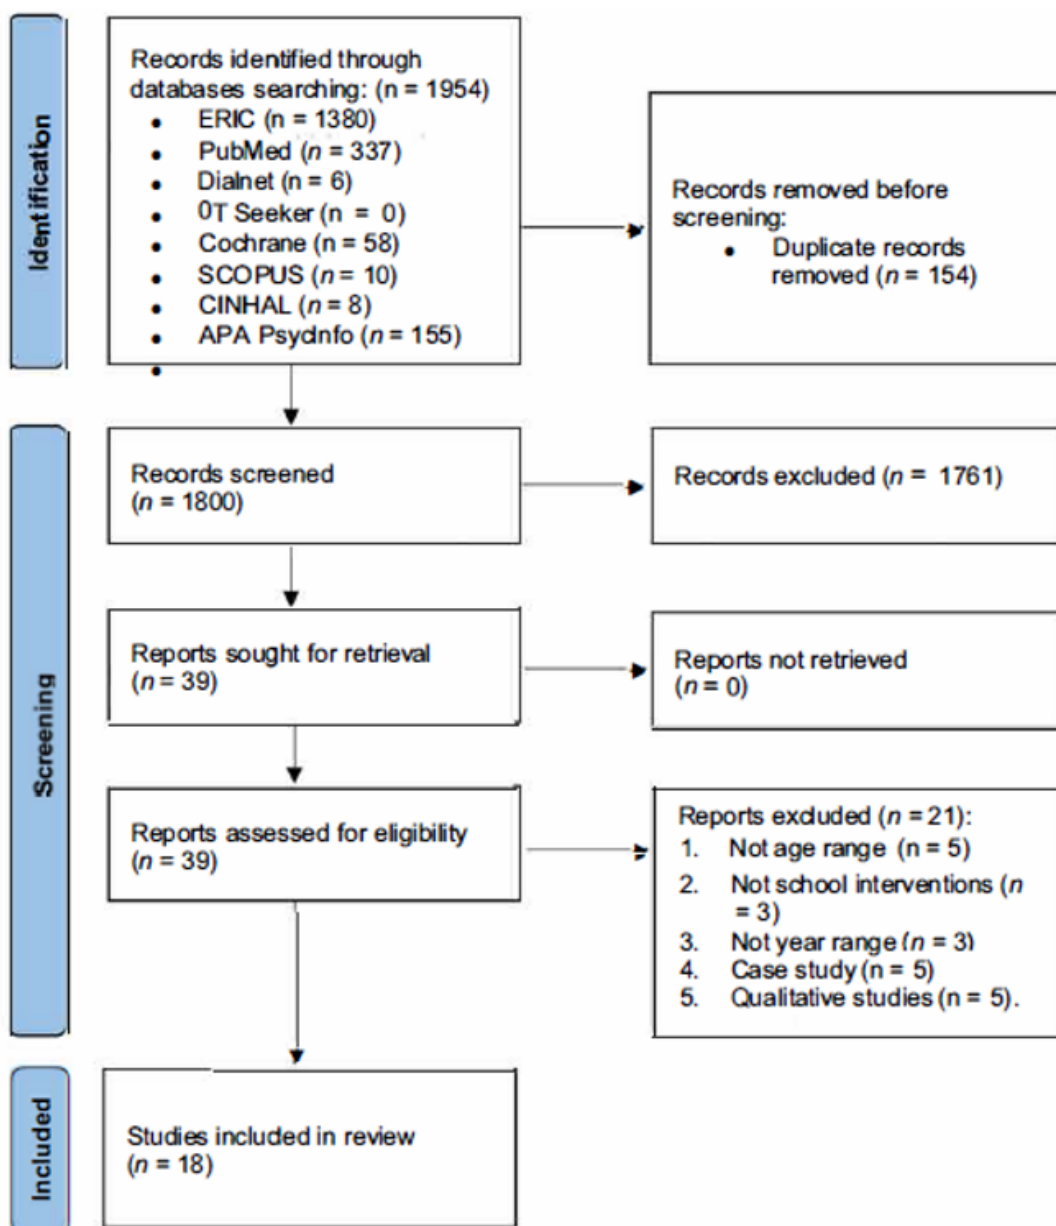 Identification
Records identified through
databases searching: (n = 1954)
• ERIC (n = 1380)
• PubMed (n = 337)
• Dialnet (n = 6)
• 0T Seeker (n = 0)
• Cochrane (n = 58)
• SCOPUS (n = 10)
• CINHAL (n = 8)
• APA PsycInfo (n = 155)
•
Records removed before
screening:
• Duplicate records
removed (n = 154)
Screening
Records screened
(n = 1800)
Records excluded (n = 1761)
Reports sought for retrieval
(n = 39)
Reports not retrieved
(n = 0)
Reports assessed for eligibility
(n = 39)
Reports excluded (n = 21):
1. Not age range (n = 5)
2. Not school interventions (n
= 3)
3. Not year range (n = 3)
4. Case study (n = 5)
5. Qualitative studies (n = 5).
Included
Studies included in review
(n = 18)